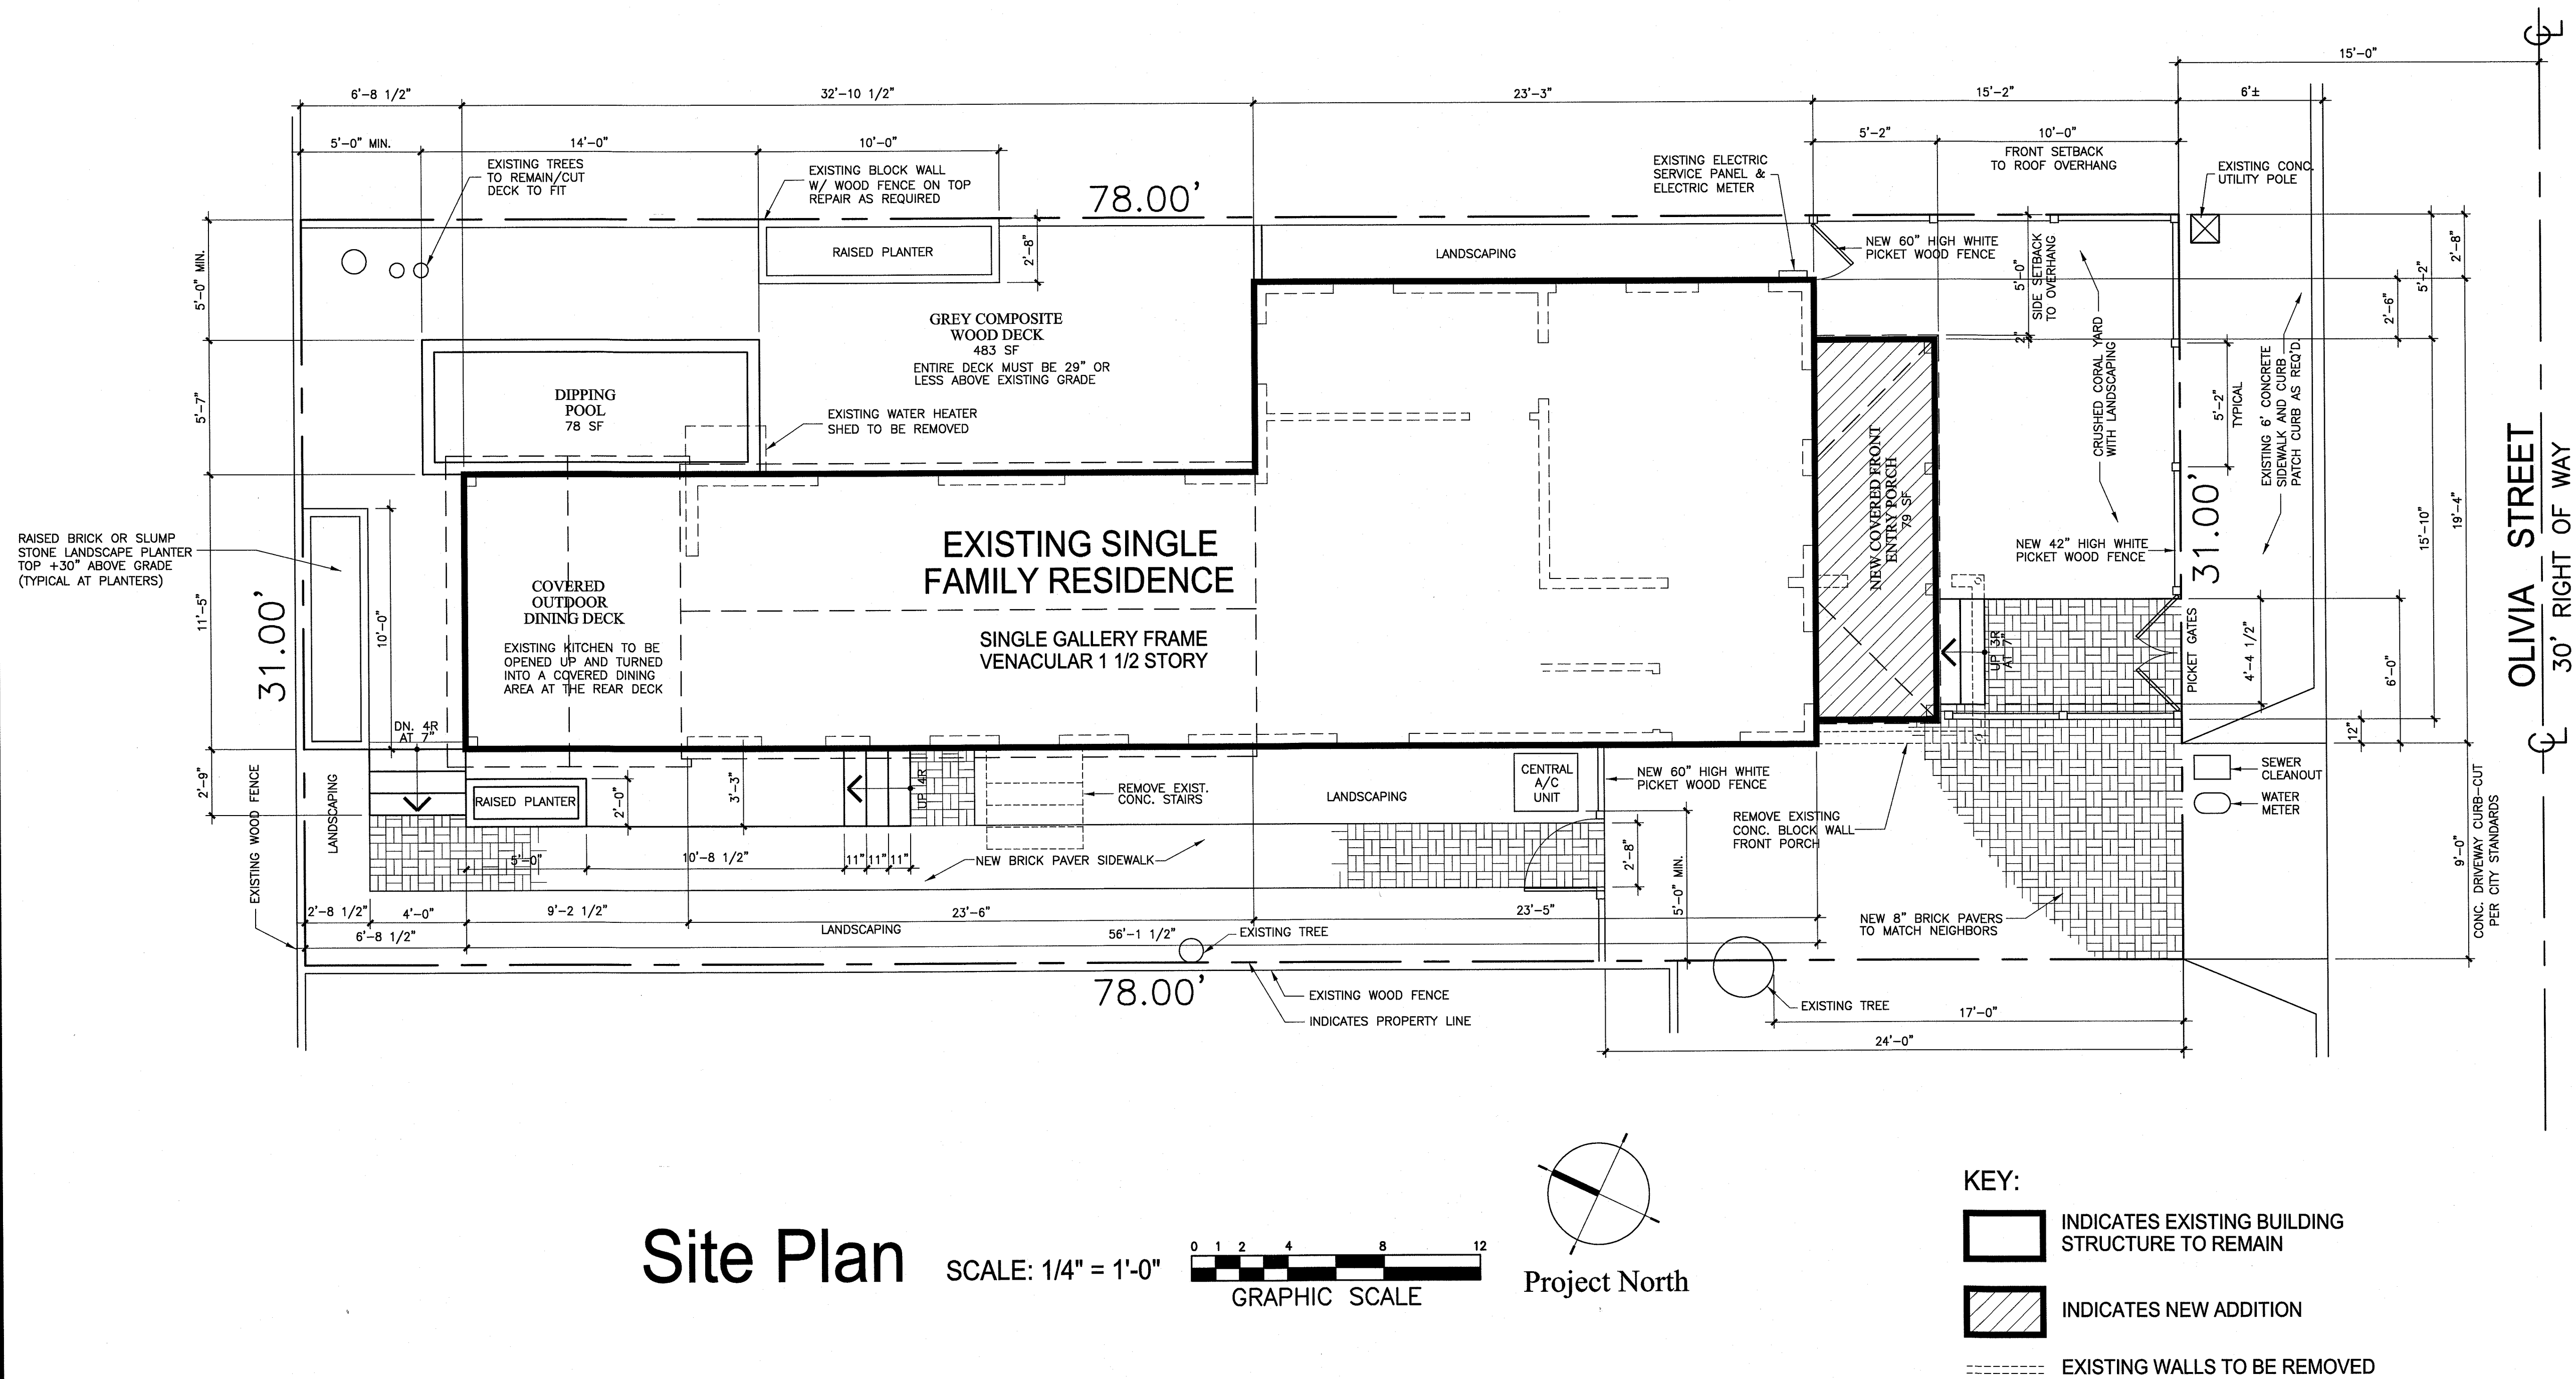 15'-0"
6'-8 1/2"
32'-10 1/2"
23'-3"
15'-2"
6'±
5'-0" MIN.
14'-0"
10'-0"
5'-2"
10'-0"
FRONT SETBACK
TO ROOF OVERHANG
EXISTING TREES
TO REMAIN/CUT
DECK TO FIT
EXISTING BLOCK WALL
W/ WOOD FENCE ON TOP
REPAIR AS REQUIRED
78.00'
EXISTING ELECTRIC
SERVICE PANEL &
ELECTRIC METER
EXISTING CONC.
UTILITY POLE
RAISED PLANTER
2'-8"
LANDSCAPING
NEW 60" HIGH WHITE
PICKET WOOD FENCE
5'-0"
SIDE SETBACK
TO OVERHANG
2"
2'-8"
5'-2"
2'-6"
5'-0" MIN.
GREY COMPOSITE
WOOD DECK
483 SF
ENTIRE DECK MUST BE 29" OR
LESS ABOVE EXISTING GRADE
DIPPING
POOL
78 SF
EXISTING WATER HEATER
SHED TO BE REMOVED
5'-7"
CRUSHED CORAL YARD
WITH LANDSCAPING
5'-2"
TYPICAL
EXISTING 6' CONCRETE
SIDEWALK AND CURB
PATCH CURB AS REQ'D.
NEW COVERED FRONT
ENTRY PORCH
79 SF
31.00'
15'-10"
19'-4"
OLIVIA STREET
30' RIGHT OF WAY
NEW 42" HIGH WHITE
PICKET WOOD FENCE
RAISED BRICK OR SLUMP
STONE LANDSCAPE PLANTER
TOP +30" ABOVE GRADE
(TYPICAL AT PLANTERS)
31.00'
11'-5"
10'-0"
EXISTING SINGLE
FAMILY RESIDENCE
SINGLE GALLERY FRAME
VENACULAR 1 1/2 STORY
COVERED
OUTDOOR
DINING DECK
EXISTING KITCHEN TO BE
OPENED UP AND TURNED
INTO A COVERED DINING
AREA AT THE REAR DECK
UP 3R
AT 7"
PICKET GATES
4'-4 1/2"
6'-0"
12"
DN. 4R
AT 7"
2'-9"
EXISTING WOOD FENCE
LANDSCAPING
RAISED PLANTER
2'-0"
3'-3"
UP 4R
REMOVE EXIST.
CONC. STAIRS
LANDSCAPING
CENTRAL
A/C
UNIT
NEW 60" HIGH WHITE
PICKET WOOD FENCE
REMOVE EXISTING
CONC. BLOCK WALL
FRONT PORCH
SEWER
CLEANOUT
WATER
METER
5'-0"
10'-8 1/2"
11"
11"
11"
NEW BRICK PAVER SIDEWALK
2'-8"
5'-0" MIN.
9'-0"
CONC. DRIVEWAY CURB-CUT
PER CITY STANDARDS
2'-8 1/2"
4'-0"
9'-2 1/2"
23'-6"
23'-5"
NEW 8" BRICK PAVERS
TO MATCH NEIGHBORS
6'-8 1/2"
LANDSCAPING
56'-1 1/2"
EXISTING TREE
78.00'
EXISTING WOOD FENCE
INDICATES PROPERTY LINE
EXISTING TREE
17'-0"
24'-0"
Site Plan
SCALE: 1/4" = 1'-0"
0 1 2 4 8 12
GRAPHIC SCALE
Project North
KEY:
INDICATES EXISTING BUILDING
STRUCTURE TO REMAIN
INDICATES NEW ADDITION
EXISTING WALLS TO BE REMOVED